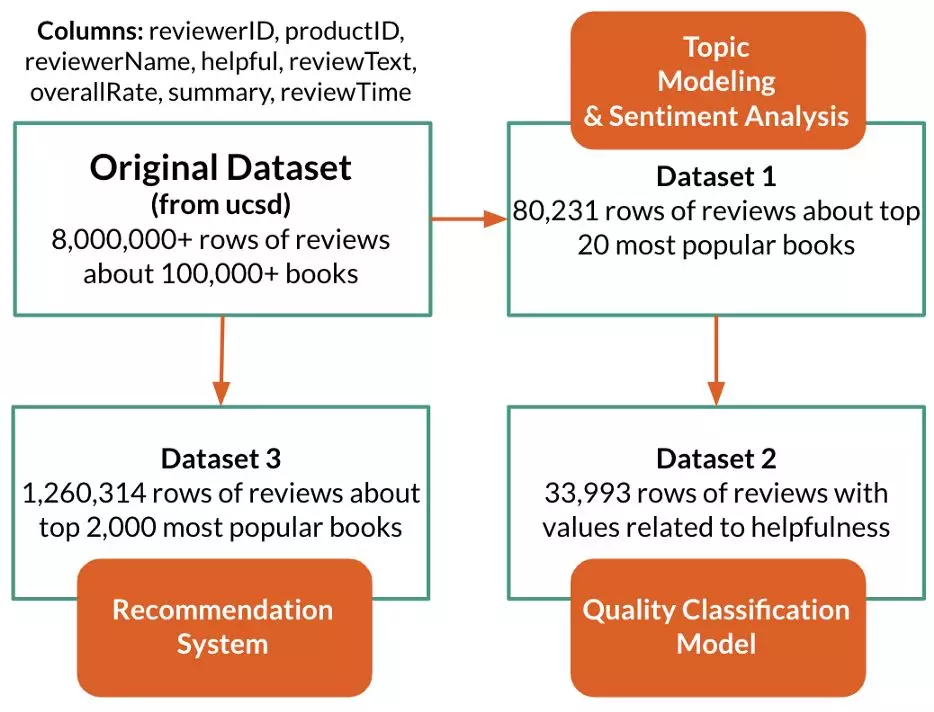 Columns: reviewerID, productID,
reviewerName, helpful, reviewText,
overallRate, summary, reviewTime
Topic
Modeling
& Sentiment Analysis
Original Dataset
(from ucsd)
8,000,000+ rows of reviews
about 100,000+ books
Dataset 1
80,231 rows of reviews about top
20 most popular books
Dataset 3
1,260,314 rows of reviews about
top 2,000 most popular books
Recommendation
System
Dataset 2
33,993 rows of reviews with
values related to helpfulness
Quality Classification
Model